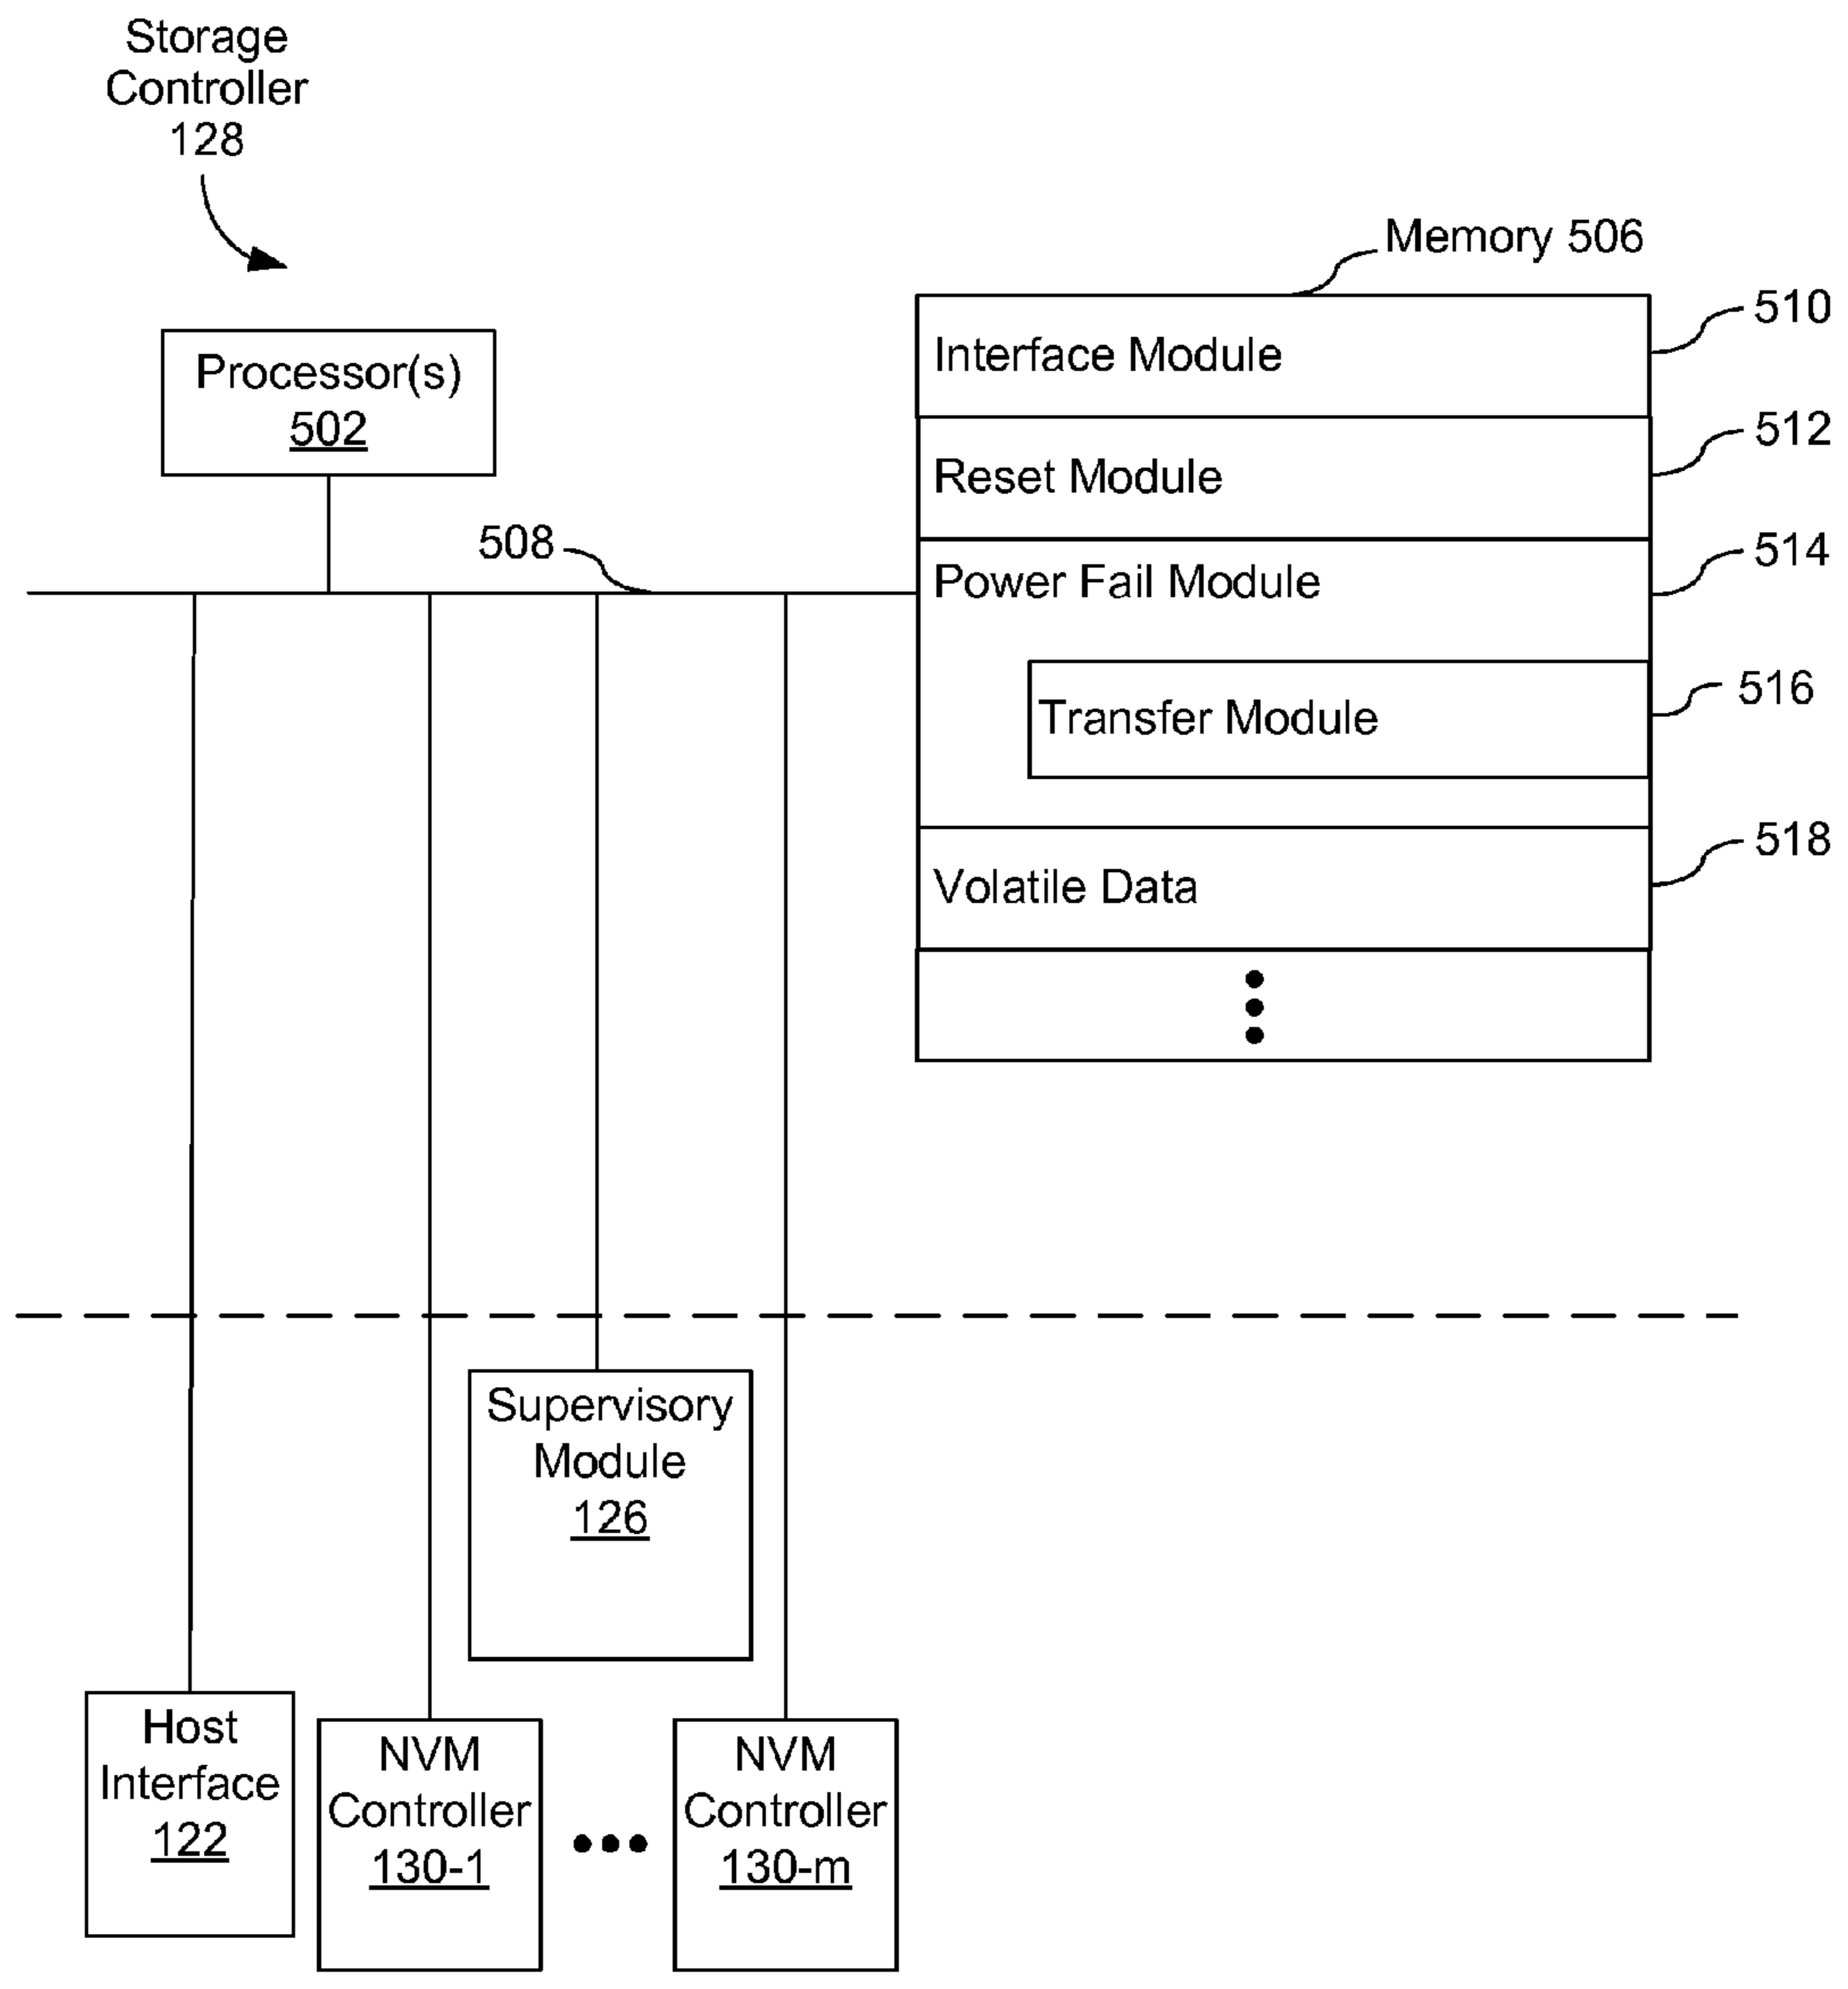 Storage
Controller
128
Memory 506
Interface Module
510
Processor(s)
502
Reset Module
512
508
Power Fail Module
514
Transfer Module
516
Volatile Data
518
Supervisory
Module
126
Host
Interface
122
NVM
Controller
130-1
NVM
Controller
130-m